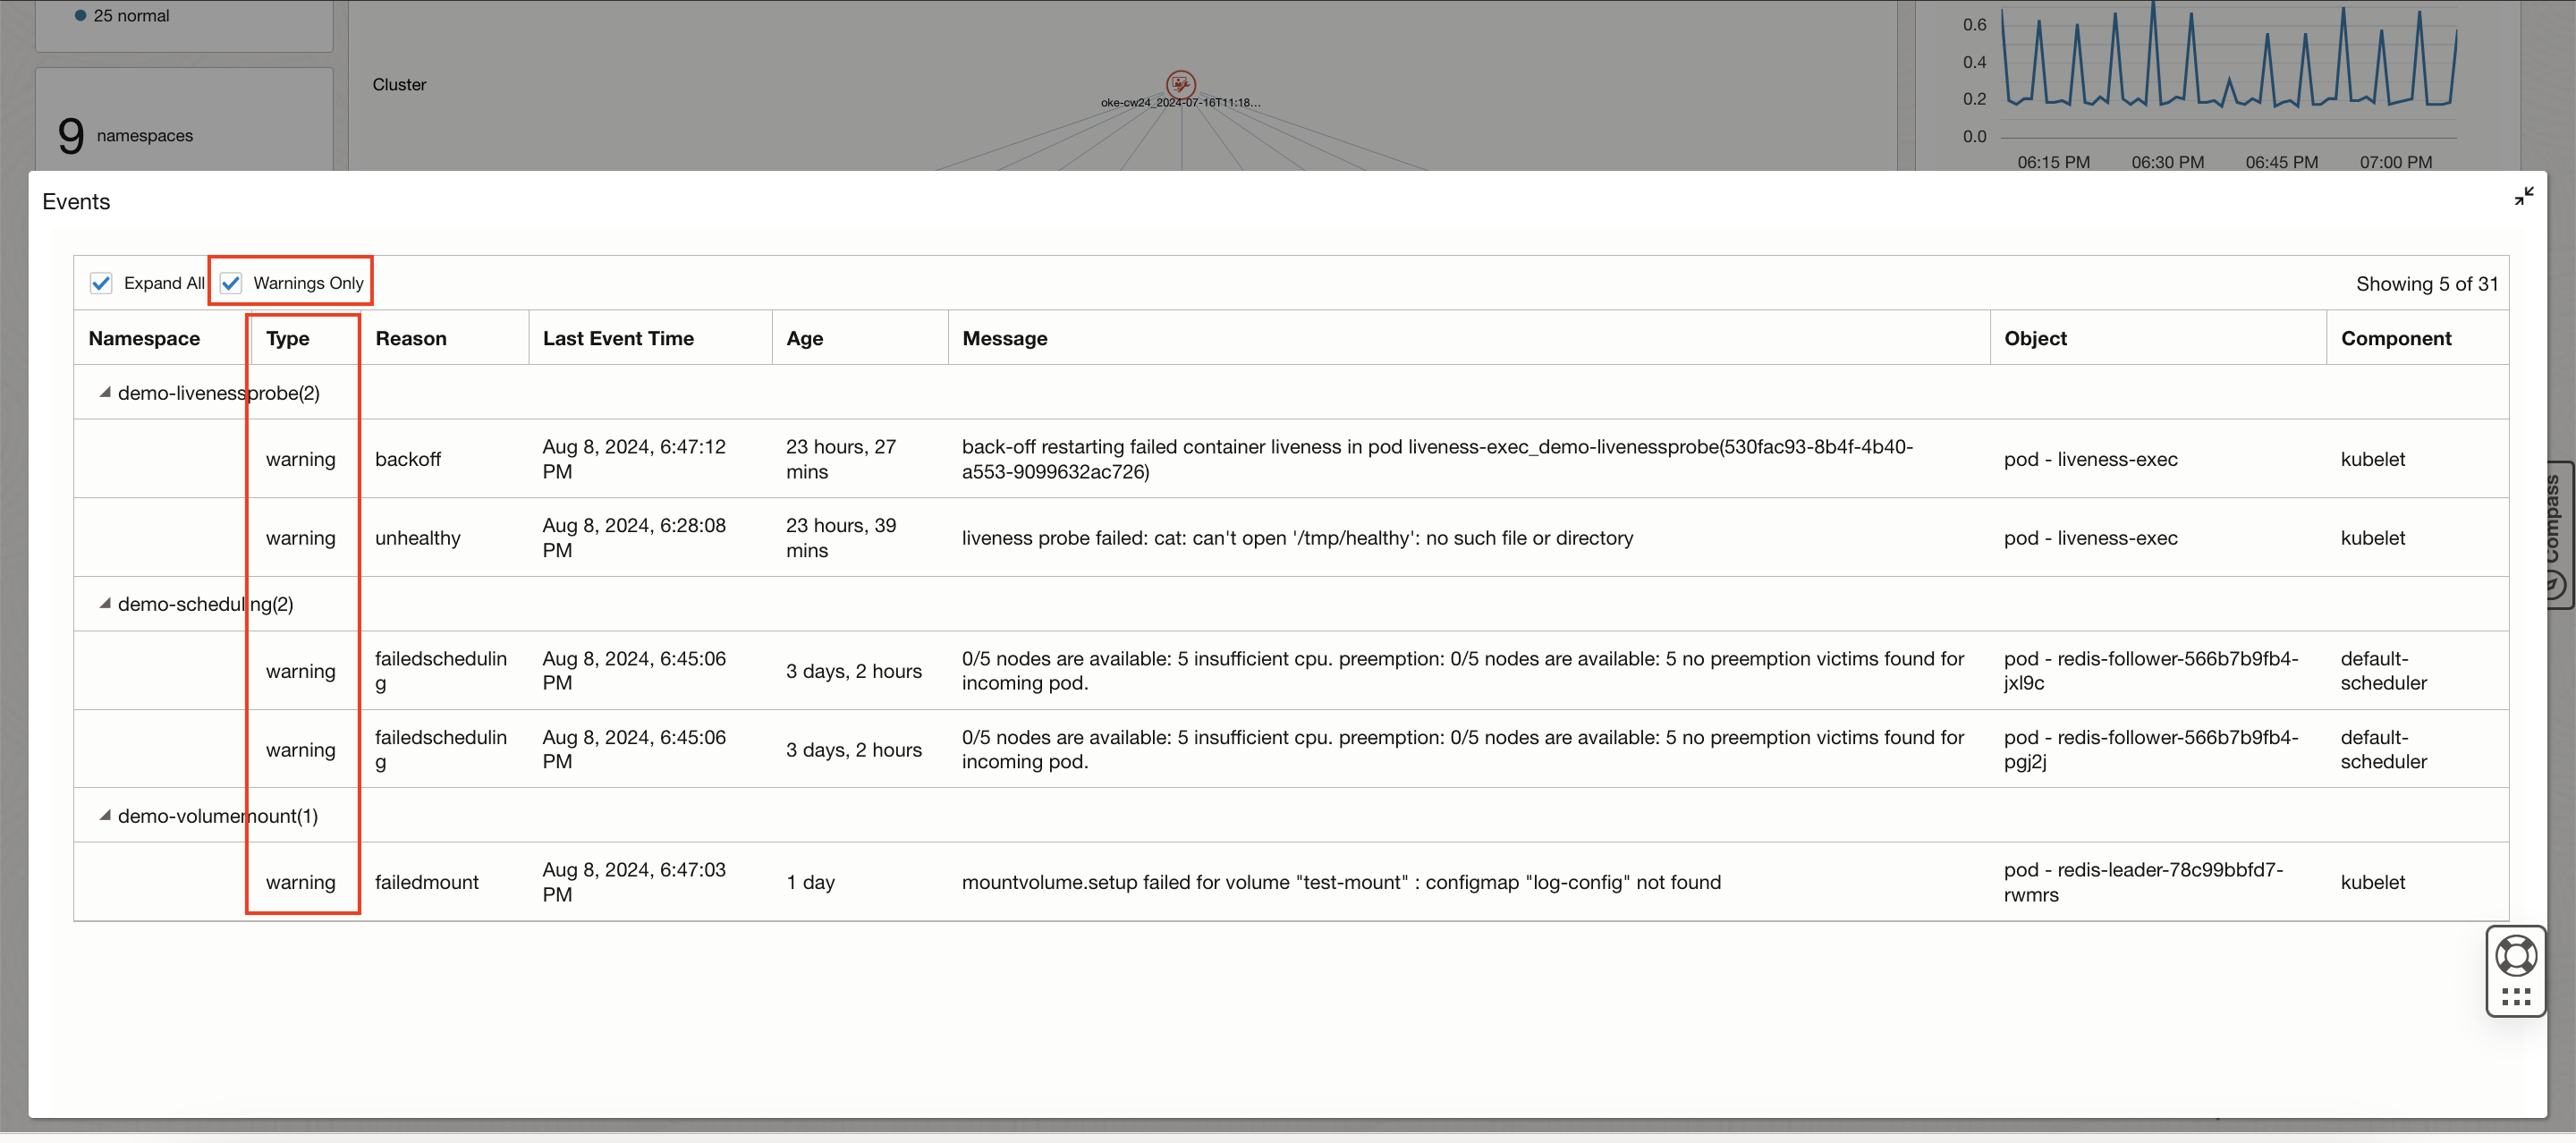 25 normal
9 namespaces
Cluster
oke-cw24_2024-07-16T11:18...
0.6
0.4
0.2
0.0
06:15 PM 06:30 PM 06:45 PM 07:00 PM
Events
Expand All Warnings Only Showing 5 of 31
Namespace Type Reason Last Event Time Age Message Object Component
demo-livenessprobe(2)
warning backoff Aug 8, 2024, 6:47:12
PM 23 hours, 27
mins back-off restarting failed container liveness in pod liveness-exec_demo-livenessprobe(530fac93-8b4f-4b40-
a553-9099632ac726) pod - liveness-exec kubelet
warning unhealthy Aug 8, 2024, 6:28:08
PM 23 hours, 39
mins liveness probe failed: cat: can't open '/tmp/healthy': no such file or directory pod - liveness-exec kubelet
demo-scheduling(2)
warning failedschedulin
g Aug 8, 2024, 6:45:06
PM 3 days, 2 hours 0/5 nodes are available: 5 insufficient cpu. preemption: 0/5 nodes are available: 5 no preemption victims found for
incoming pod. pod - redis-follower-566b7b9fb4-
jxl9c default-
scheduler
warning failedschedulin
g Aug 8, 2024, 6:45:06
PM 3 days, 2 hours 0/5 nodes are available: 5 insufficient cpu. preemption: 0/5 nodes are available: 5 no preemption victims found for
incoming pod. pod - redis-follower-566b7b9fb4-
pgj2j default-
scheduler
demo-volumemount(1)
warning failedmount Aug 8, 2024, 6:47:03
PM 1 day mountvolume.setup failed for volume "test-mount" : configmap "log-config" not found pod - redis-leader-78c99bbfd7-
rwmrs kubelet
Compass